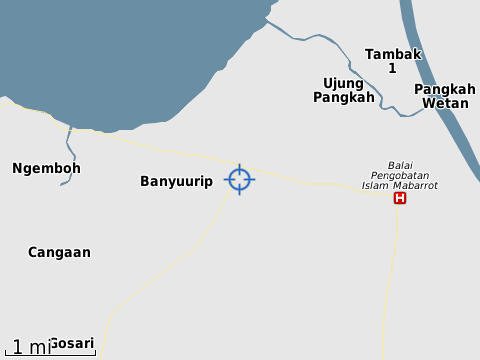 Tambak
1
Ujung
Pangkah
Pangkah
Wetan
Balai
Pengobatan
Islam Mabarrot
H
Ngemboh
Banyuurip
Cangaan
Gosari
1 mi